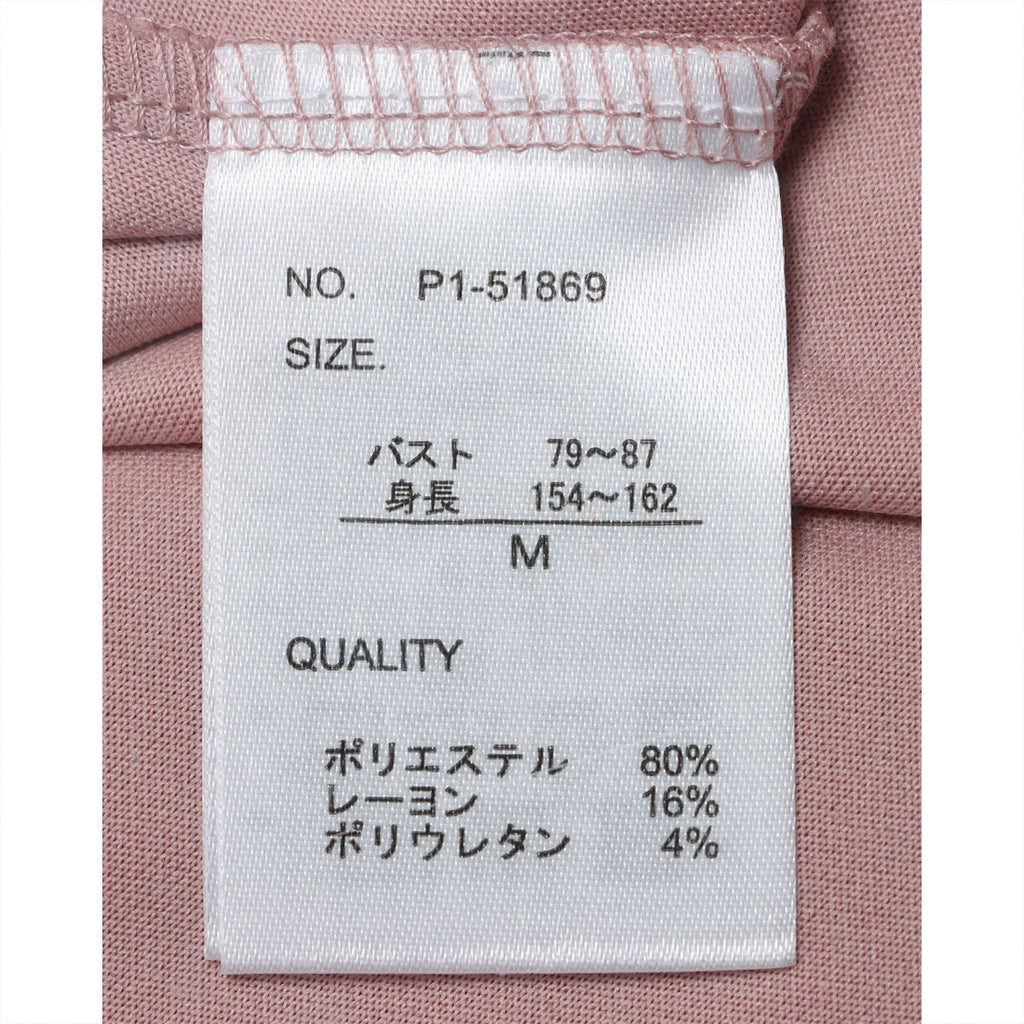 NO. P1-51869
SIZE.
バスト 79～87
身長 154～162
M
QUALITY
ポリエステル 80%
レーヨン 16%
ポリウレタン 4%